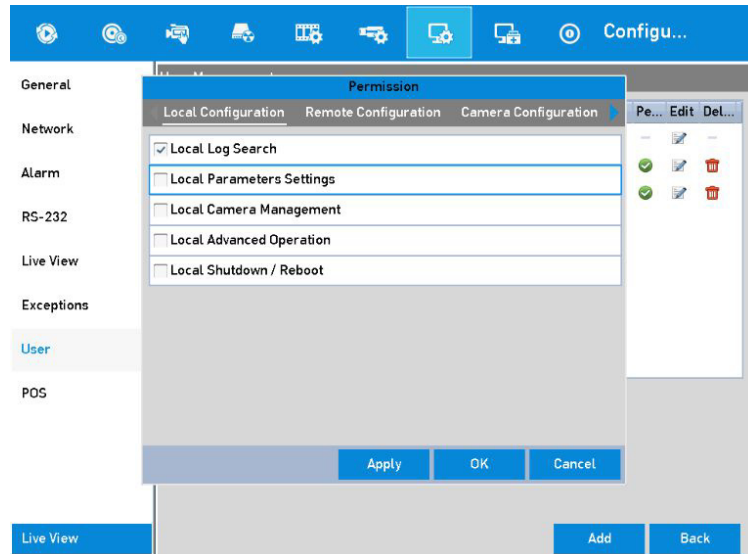 Configu...
General
Network
Alarm
RS-232
Live View
Exceptions
User
POS
Live View
Permission
Local Configuration Remote Configuration Camera Configuration
Local Log Search
Local Parameters Settings
Local Camera Management
Local Advanced Operation
Local Shutdown / Reboot
Apply OK Cancel
Pe... Edit Del...
Add Back